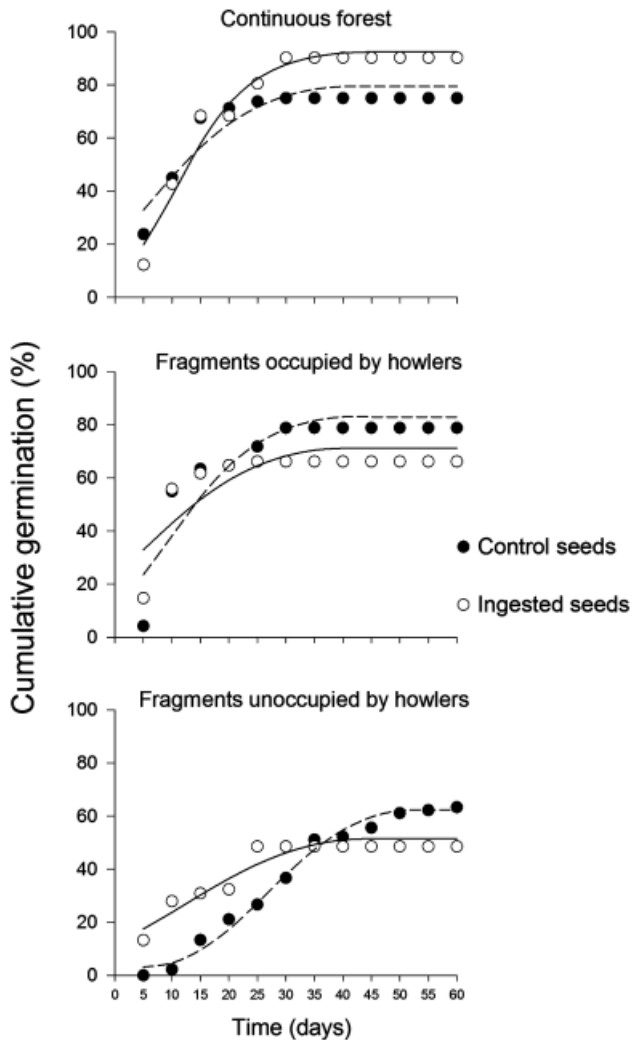 Continuous forest
100
80
60
40
20
0
Fragments occupied by howlers
100
80
60
40
20
0
Control seeds
Ingested seeds
Fragments unoccupied by howlers
100
80
60
40
20
0
0 5 10 15 20 25 30 35 40 45 50 55 60
Time (days)
Cumulative germination (%)